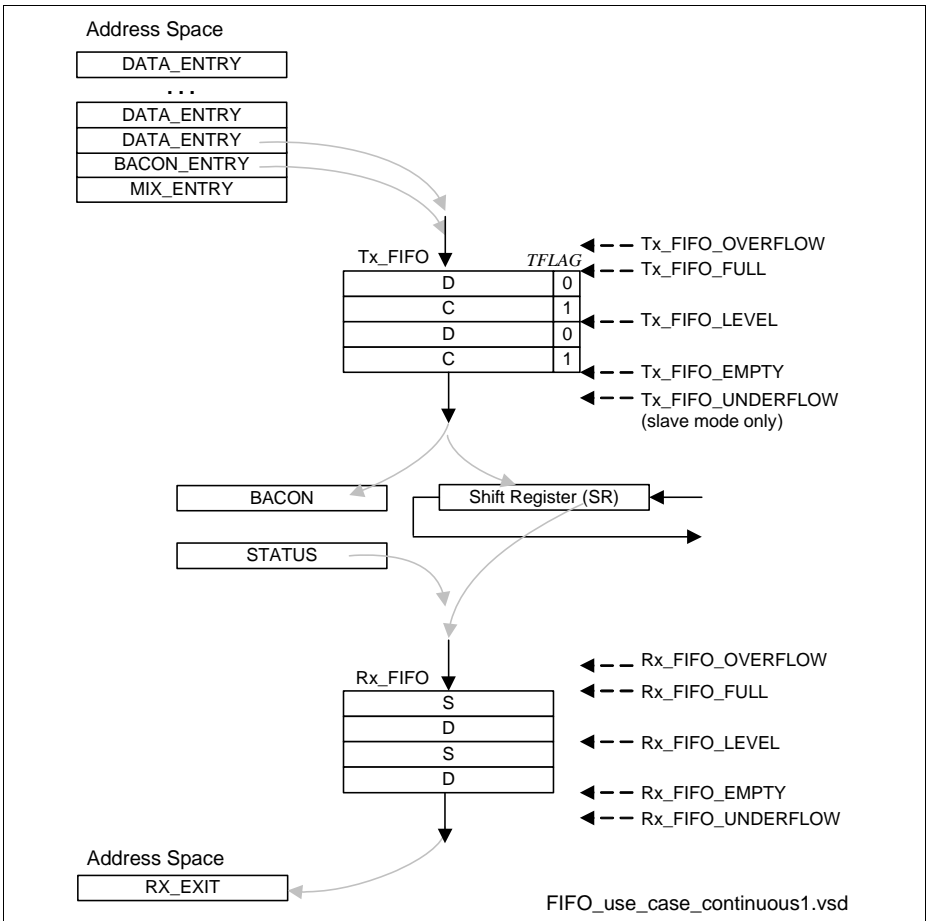 Address Space
DATA_ENTRY
...
DATA_ENTRY
DATA_ENTRY
BACON_ENTRY
MIX_ENTRY
Tx_FIFO
TFLAG
D 0
C 1
D 0
C 1
Tx_FIFO_OVERFLOW
Tx_FIFO_FULL
Tx_FIFO_LEVEL
Tx_FIFO_EMPTY
Tx_FIFO_UNDERFLOW
(slave mode only)
BACON
Shift Register (SR)
STATUS
Rx_FIFO
S
D
S
D
Rx_FIFO_OVERFLOW
Rx_FIFO_FULL
Rx_FIFO_LEVEL
Rx_FIFO_EMPTY
Rx_FIFO_UNDERFLOW
Address Space
RX_EXIT
FIFO_use_case_continuous1.vsd